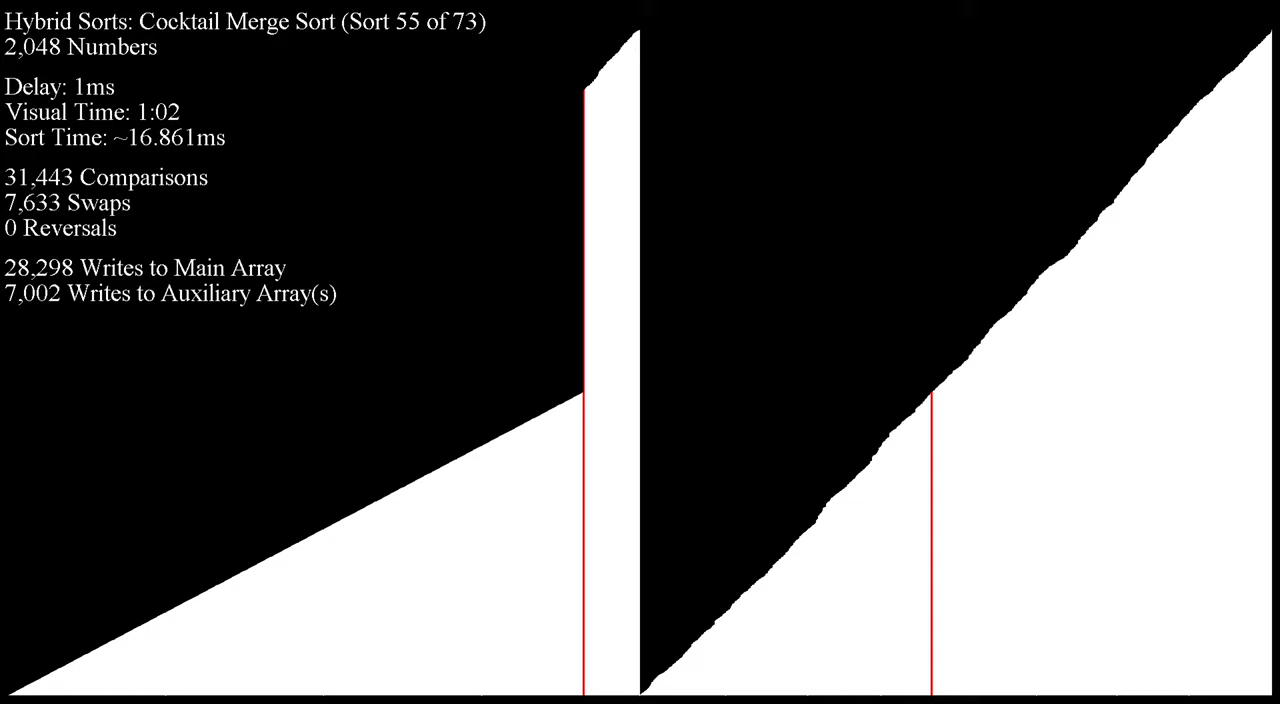 Hybrid Sorts: Cocktail Merge Sort (Sort 55 of 73)
2,048 Numbers
Delay: 1ms
Visual Time: 1:02
Sort Time: ~16.861ms
31,443 Comparisons
7,633 Swaps
0 Reversals
28,298 Writes to Main Array
7,002 Writes to Auxiliary Array(s)